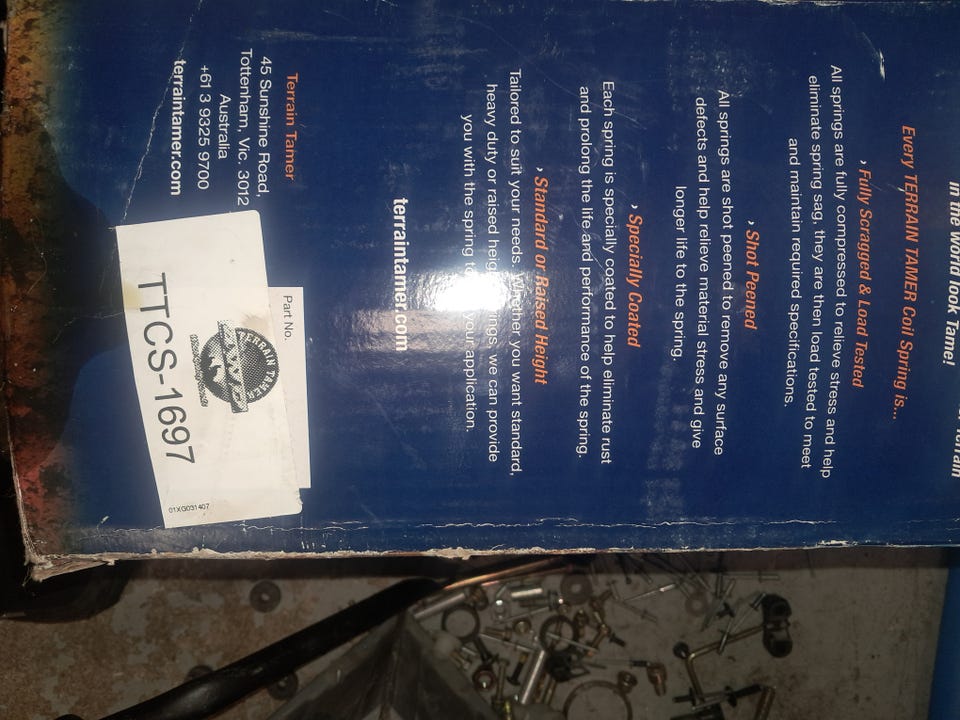 in the world look Tame!
Every TERRAIN TAMER Coil Spring is...
› Fully Scragged & Load Tested
All springs are fully compressed to relieve stress and help
eliminate spring sag, they are then load tested to meet
and maintain required specifications.
› Shot Peened
All springs are shot peened to remove any surface
defects and help relieve material stress and give
longer life to the spring.
› Specially Coated
Each spring is specially coated to help eliminate rust
and prolong the life and performance of the spring.
› Standard or Raised Height
Tailored to suit your needs. Whether you want standard,
heavy duty or raised height springs, we can provide
you with the spring to your application.
terraintamer.com
Terrain Tamer
45 Sunshine Road,
Tottenham, Vic. 3012
Australia
+61 3 9325 9700
terraintamer.com
Part No.
TERRAIN TAMER
4WD
TTCS-1697
01XG031407